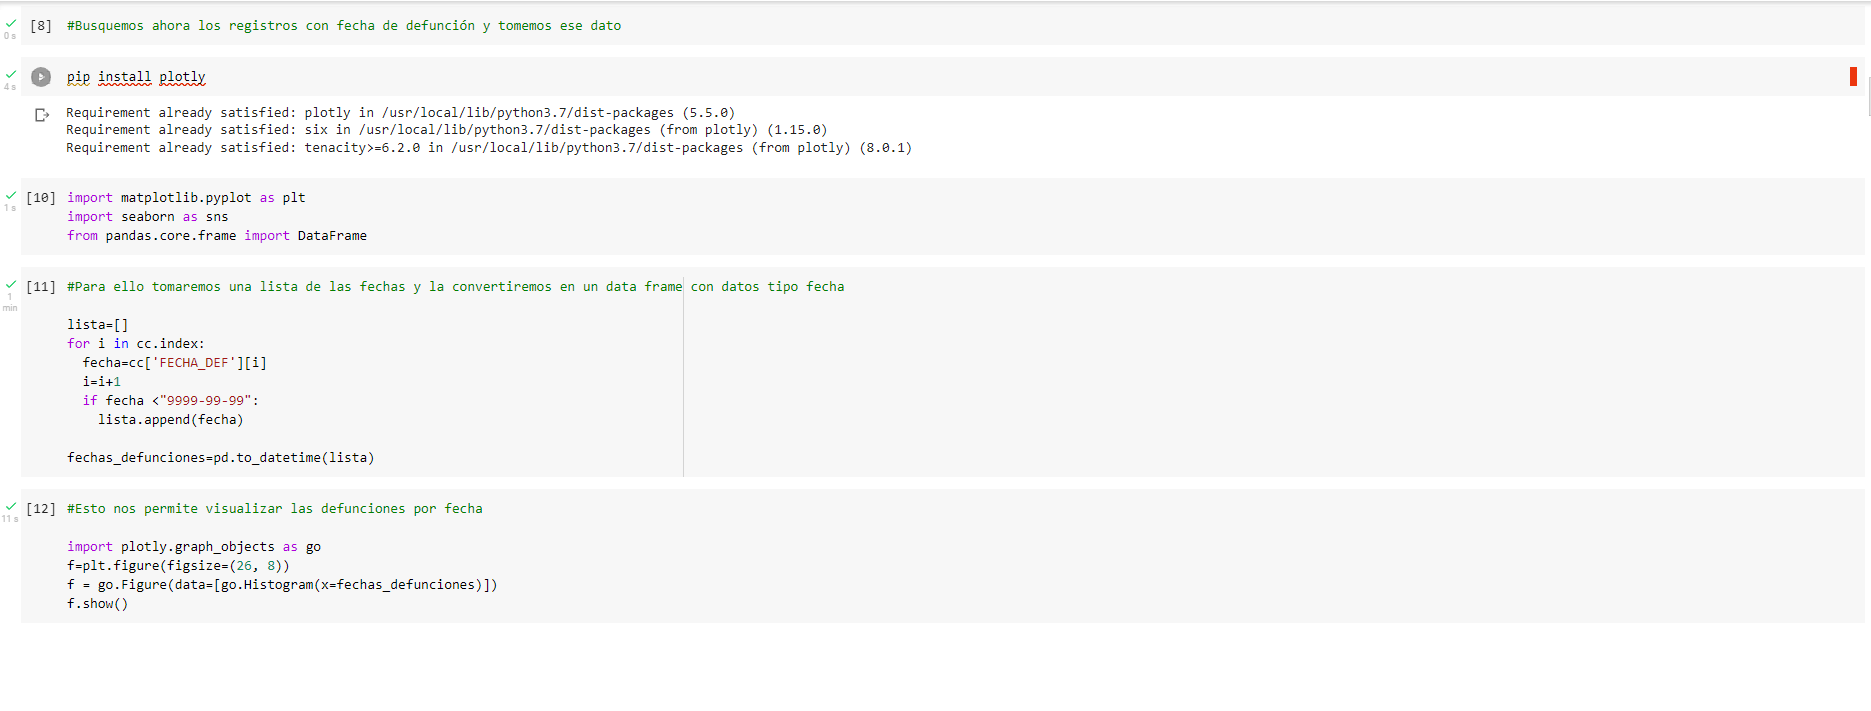 [8] #Busquemos ahora los registros con fecha de defunción y tomemos ese dato
0 s
pip install plotly
4 s
Requirement already satisfied: plotly in /usr/local/lib/python3.7/dist-packages (5.5.0)
Requirement already satisfied: six in /usr/local/lib/python3.7/dist-packages (from plotly) (1.15.0)
Requirement already satisfied: tenacity>=6.2.0 in /usr/local/lib/python3.7/dist-packages (from plotly) (8.0.1)
[10] import matplotlib.pyplot as plt
1 s
import seaborn as sns
from pandas.core.frame import DataFrame
[11] #Para ello tomaremos una lista de las fechas y la convertiremos en un data frame con datos tipo fecha
1
min
lista=[]
for i in cc.index:
  fecha=cc['FECHA_DEF'][i]
  i=i+1
  if fecha <"9999-99-99":
    lista.append(fecha)
fechas_defunciones=pd.to_datetime(lista)
[12] #Esto nos permite visualizar las defunciones por fecha
11 s
import plotly.graph_objects as go
f=plt.figure(figsize=(26, 8))
f = go.Figure(data=[go.Histogram(x=fechas_defunciones)])
f.show()